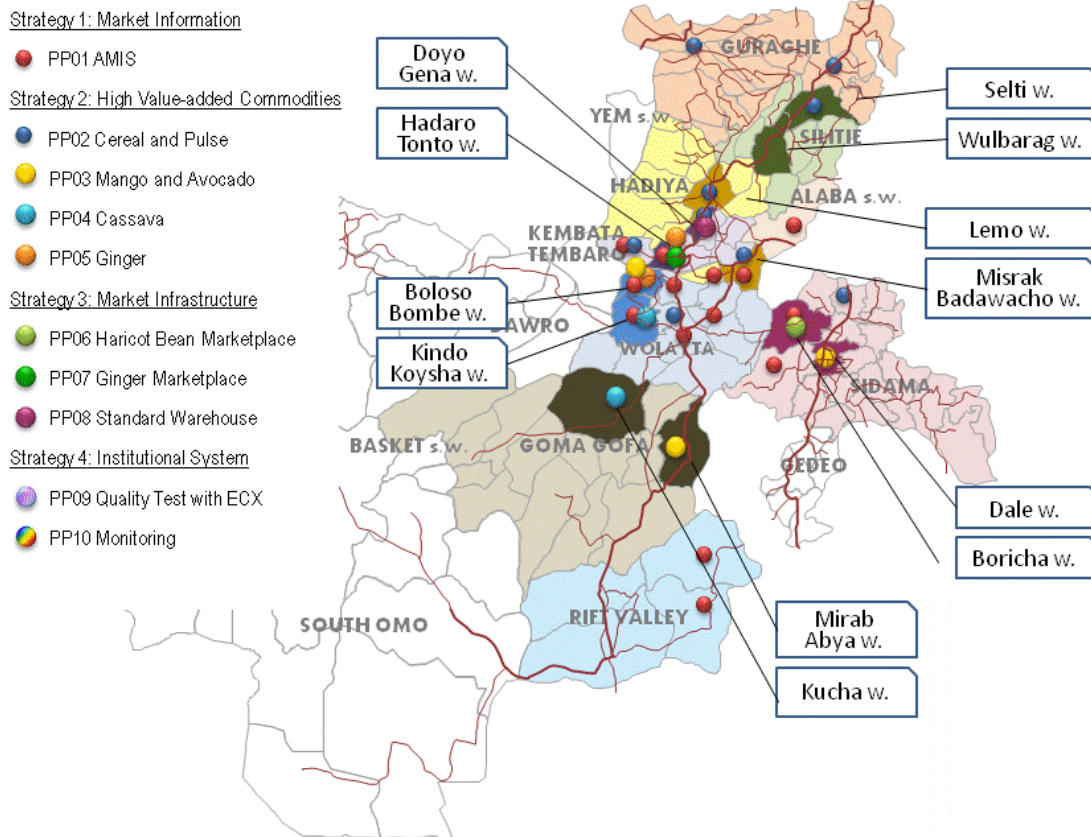 Strategy 1: Market Information
PP01 AMIS
Strategy 2: High Value-added Commodities
PP02 Cereal and Pulse
PP03 Mango and Avocado
PP04 Cassava
PP05 Ginger
Strategy 3: Market Infrastructure
PP06 Haricot Bean Marketplace
PP07 Ginger Marketplace
PP08 Standard Warehouse
Strategy 4: Institutional System
PP09 Quality Test with ECX
PP10 Monitoring
Doyo
Gena w.
Hadaro
Tonto w.
Boloso
Bombe w.
Kindo
Koysha w.
GURAGHE
YEM s.w.
SILITIE
HADIYA
ALABA s.w.
KEMBATA
TEMBARO
DAWRO
WOLAYTA
SIDAMA
BASKET s.w.
GOMA GOFA
GEDEO
SOUTH OMO
RIFT VALLEY
Selti w.
Wulbarag w.
Lemo w.
Misrak
Badawacho w.
Dale w.
Boricha w.
Mirab
Abya w.
Kucha w.